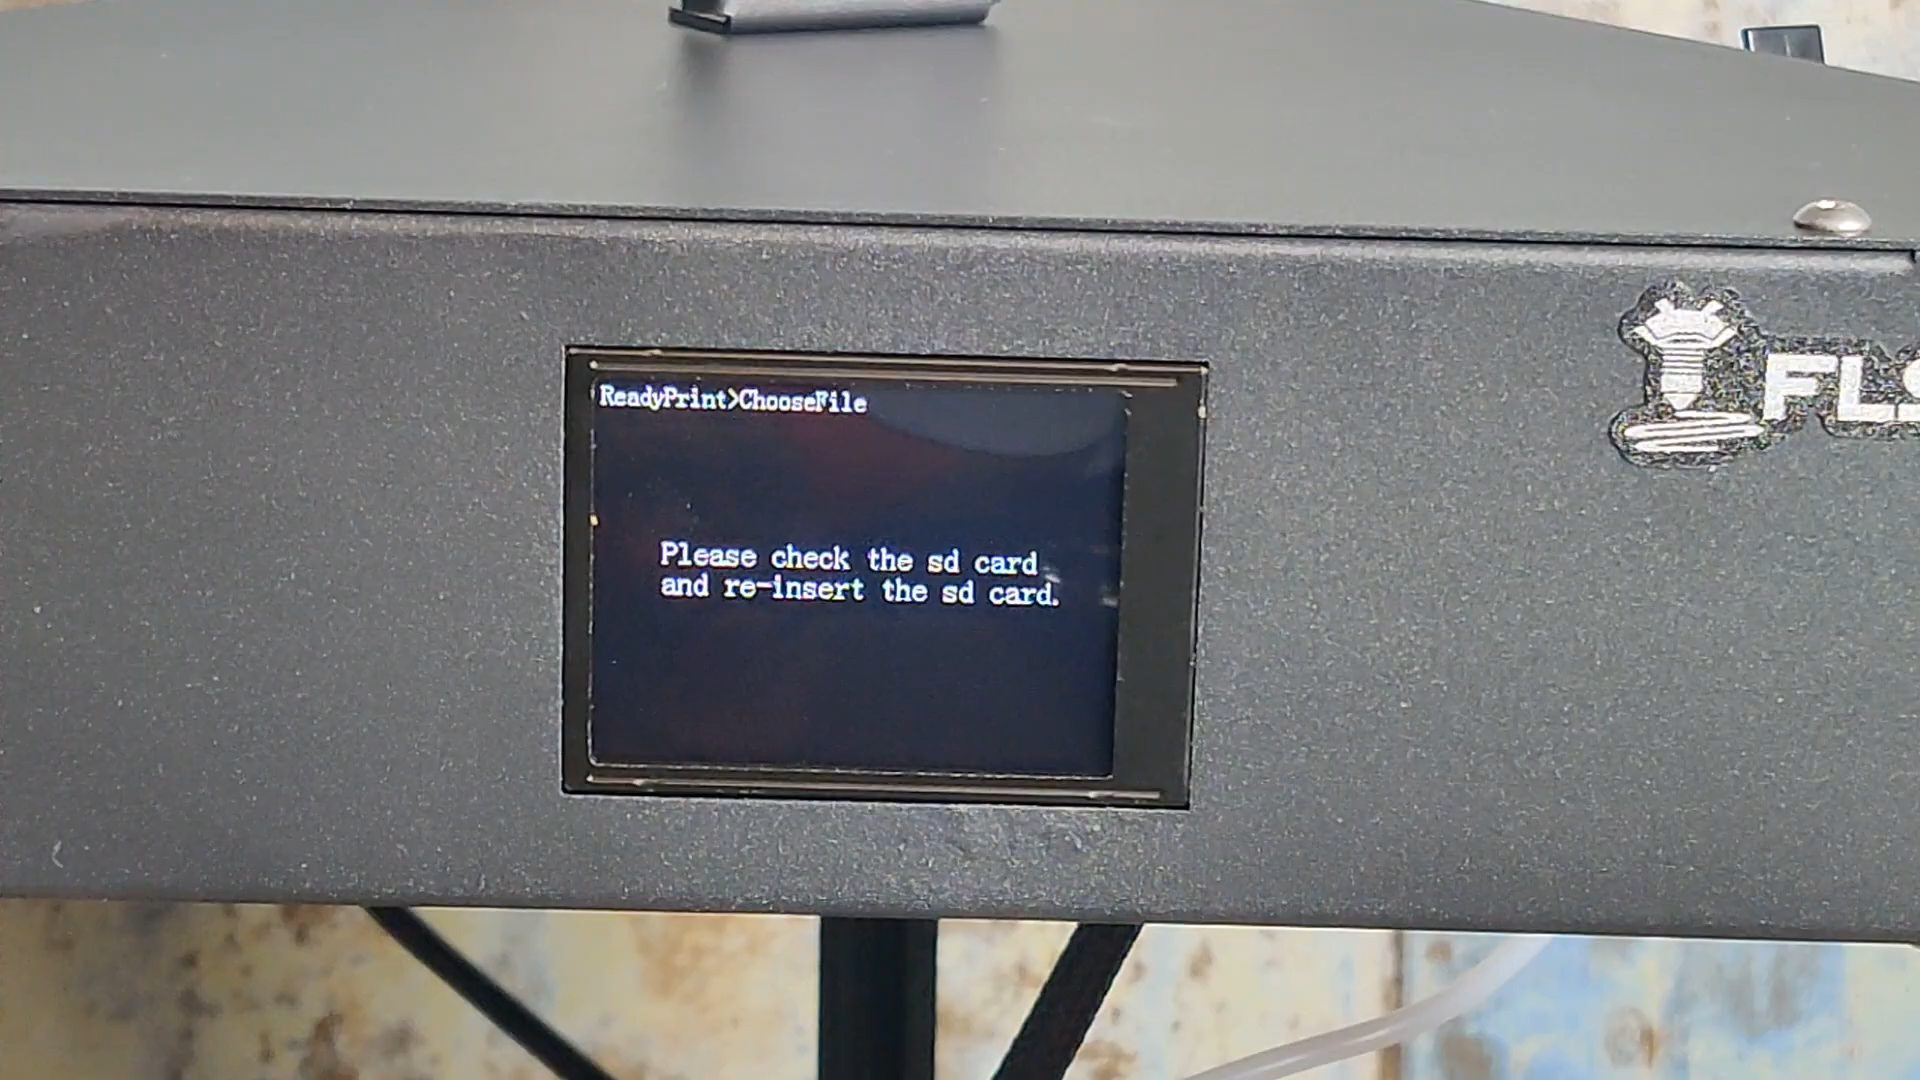 ReadyPrint>ChooseFile
Please check the sd card
and re-insert the sd card.